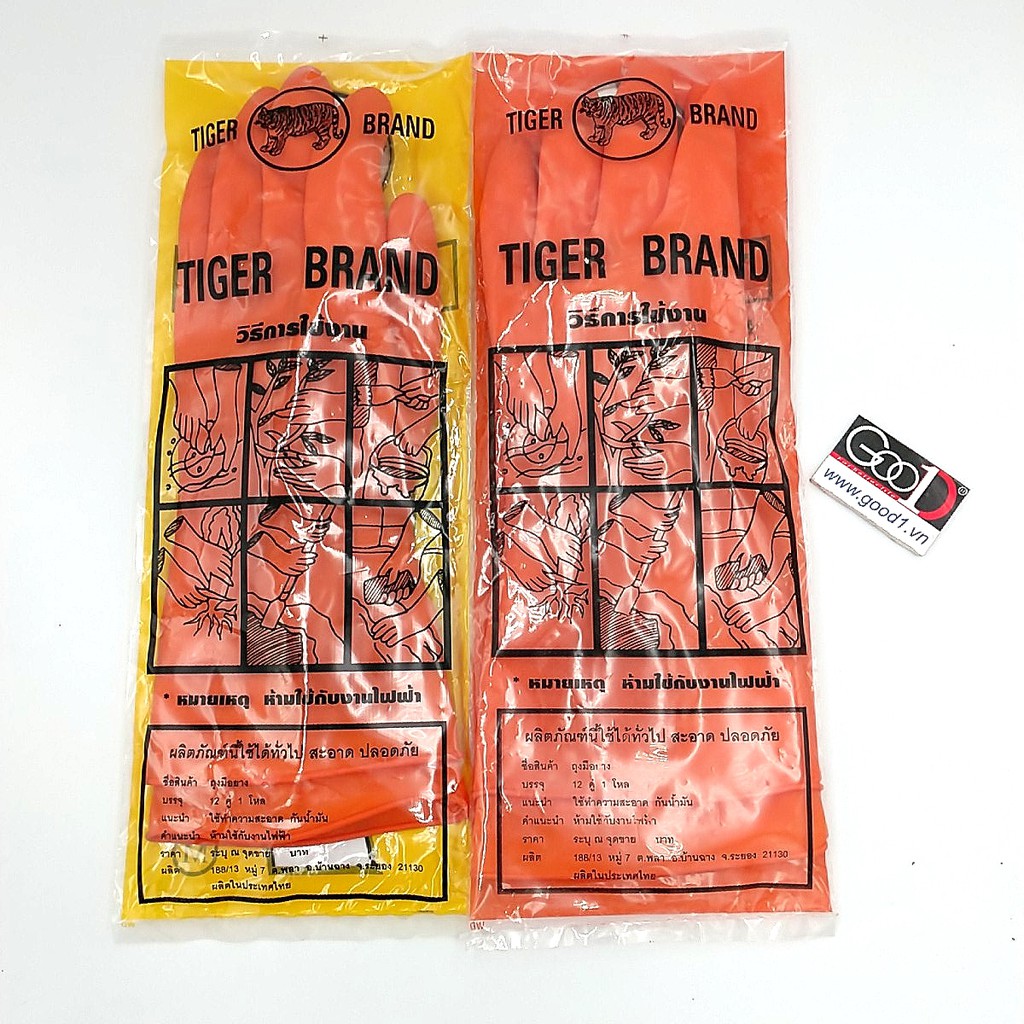 TIGER BRAND
TIGER BRAND
วิธีการใช้งาน
* หมายเหตุ ห้ามใช้กับงานไฟฟ้า
ผลิตภัณฑ์นี้ใช้ได้ทั่วไป สะอาด ปลอดภัย
ชื่อสินค้า ถุงมือยาง
บรรจุ 12 คู่ 1 โหล
แนะนำ ใช้ทำความสะอาด กันน้ำมัน
คำแนะนำ ห้ามใช้กับงานไฟฟ้า
ราคา ระบุ ณ จุดขาย บาท
ผลิต 188/13 หมู่ 7 ต.พลา อ.บ้านฉาง จ.ระยอง 21130
ผลิตในประเทศไทย
TIGER BRAND
TIGER BRAND
วิธีการใช้งาน
* หมายเหตุ ห้ามใช้กับงานไฟฟ้า
ผลิตภัณฑ์นี้ใช้ได้ทั่วไป สะอาด ปลอดภัย
ชื่อสินค้า ถุงมือยาง
บรรจุ 12 คู่ 1 โหล
แนะนำ ใช้ทำความสะอาด กันน้ำมัน
คำแนะนำ ห้ามใช้กับงานไฟฟ้า
ราคา ระบุ ณ จุดขาย บาท
ผลิต 188/13 หมู่ 7 ต.พลา อ.บ้านฉาง จ.ระยอง 21130
ผลิตในประเทศไทย
Goo1D
www.good1.vn